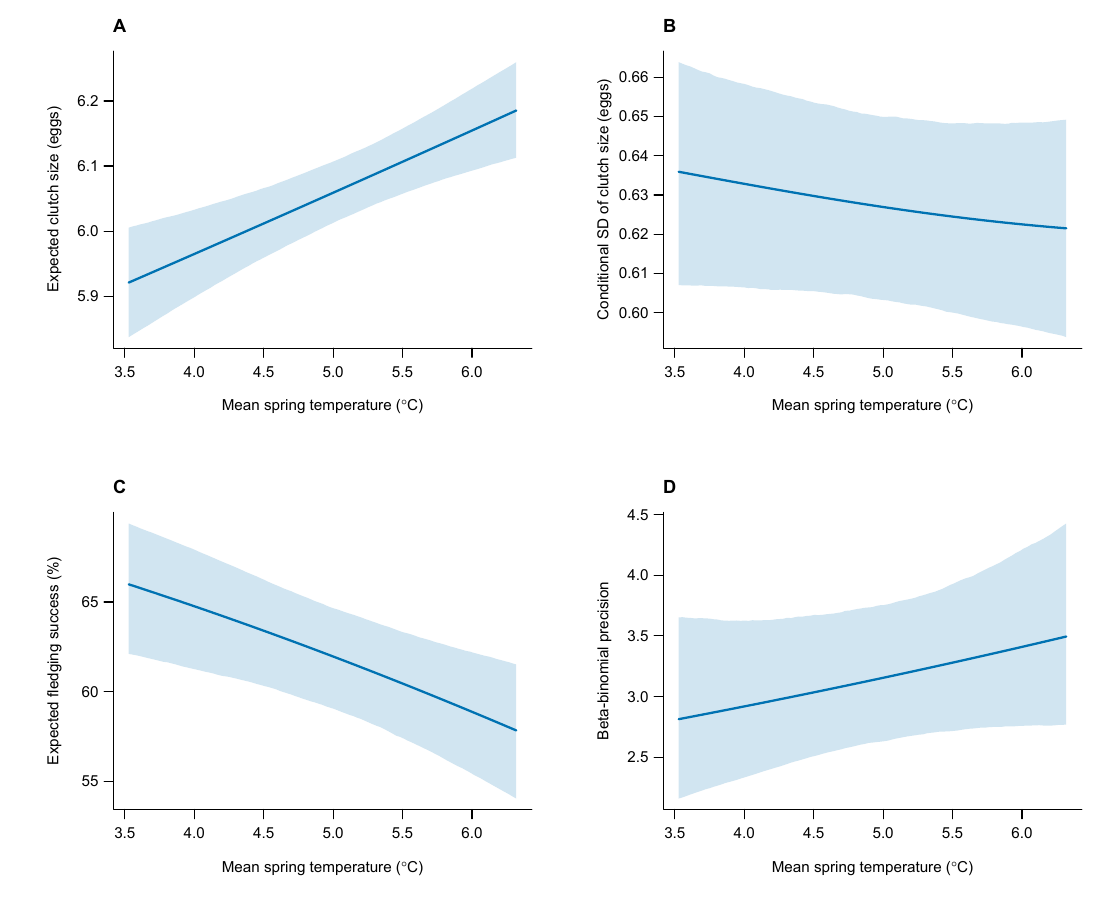 A
Expected clutch size (eggs)
6.2
6.1
6.0
5.9
3.5 4.0 4.5 5.0 5.5 6.0
Mean spring temperature (°C)
B
Conditional SD of clutch size (eggs)
0.66
0.65
0.64
0.63
0.62
0.61
0.60
3.5 4.0 4.5 5.0 5.5 6.0
Mean spring temperature (°C)
C
Expected fledging success (%)
65
60
55
3.5 4.0 4.5 5.0 5.5 6.0
Mean spring temperature (°C)
D
Beta-binomial precision
4.5
4.0
3.5
3.0
2.5
3.5 4.0 4.5 5.0 5.5 6.0
Mean spring temperature (°C)